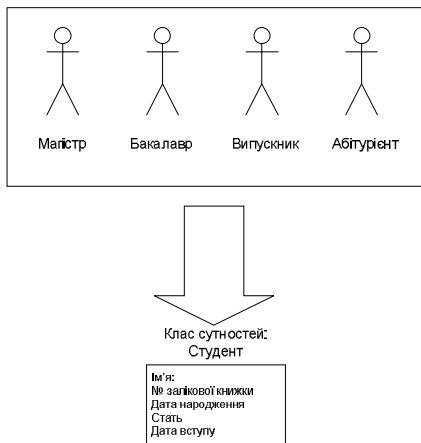 Магістр Бакалавр Випускник Абітурієнт
Клас сутностей:
Студент
Ім'я:
№ залікової книжки
Дата народження
Стать
Дата вступу